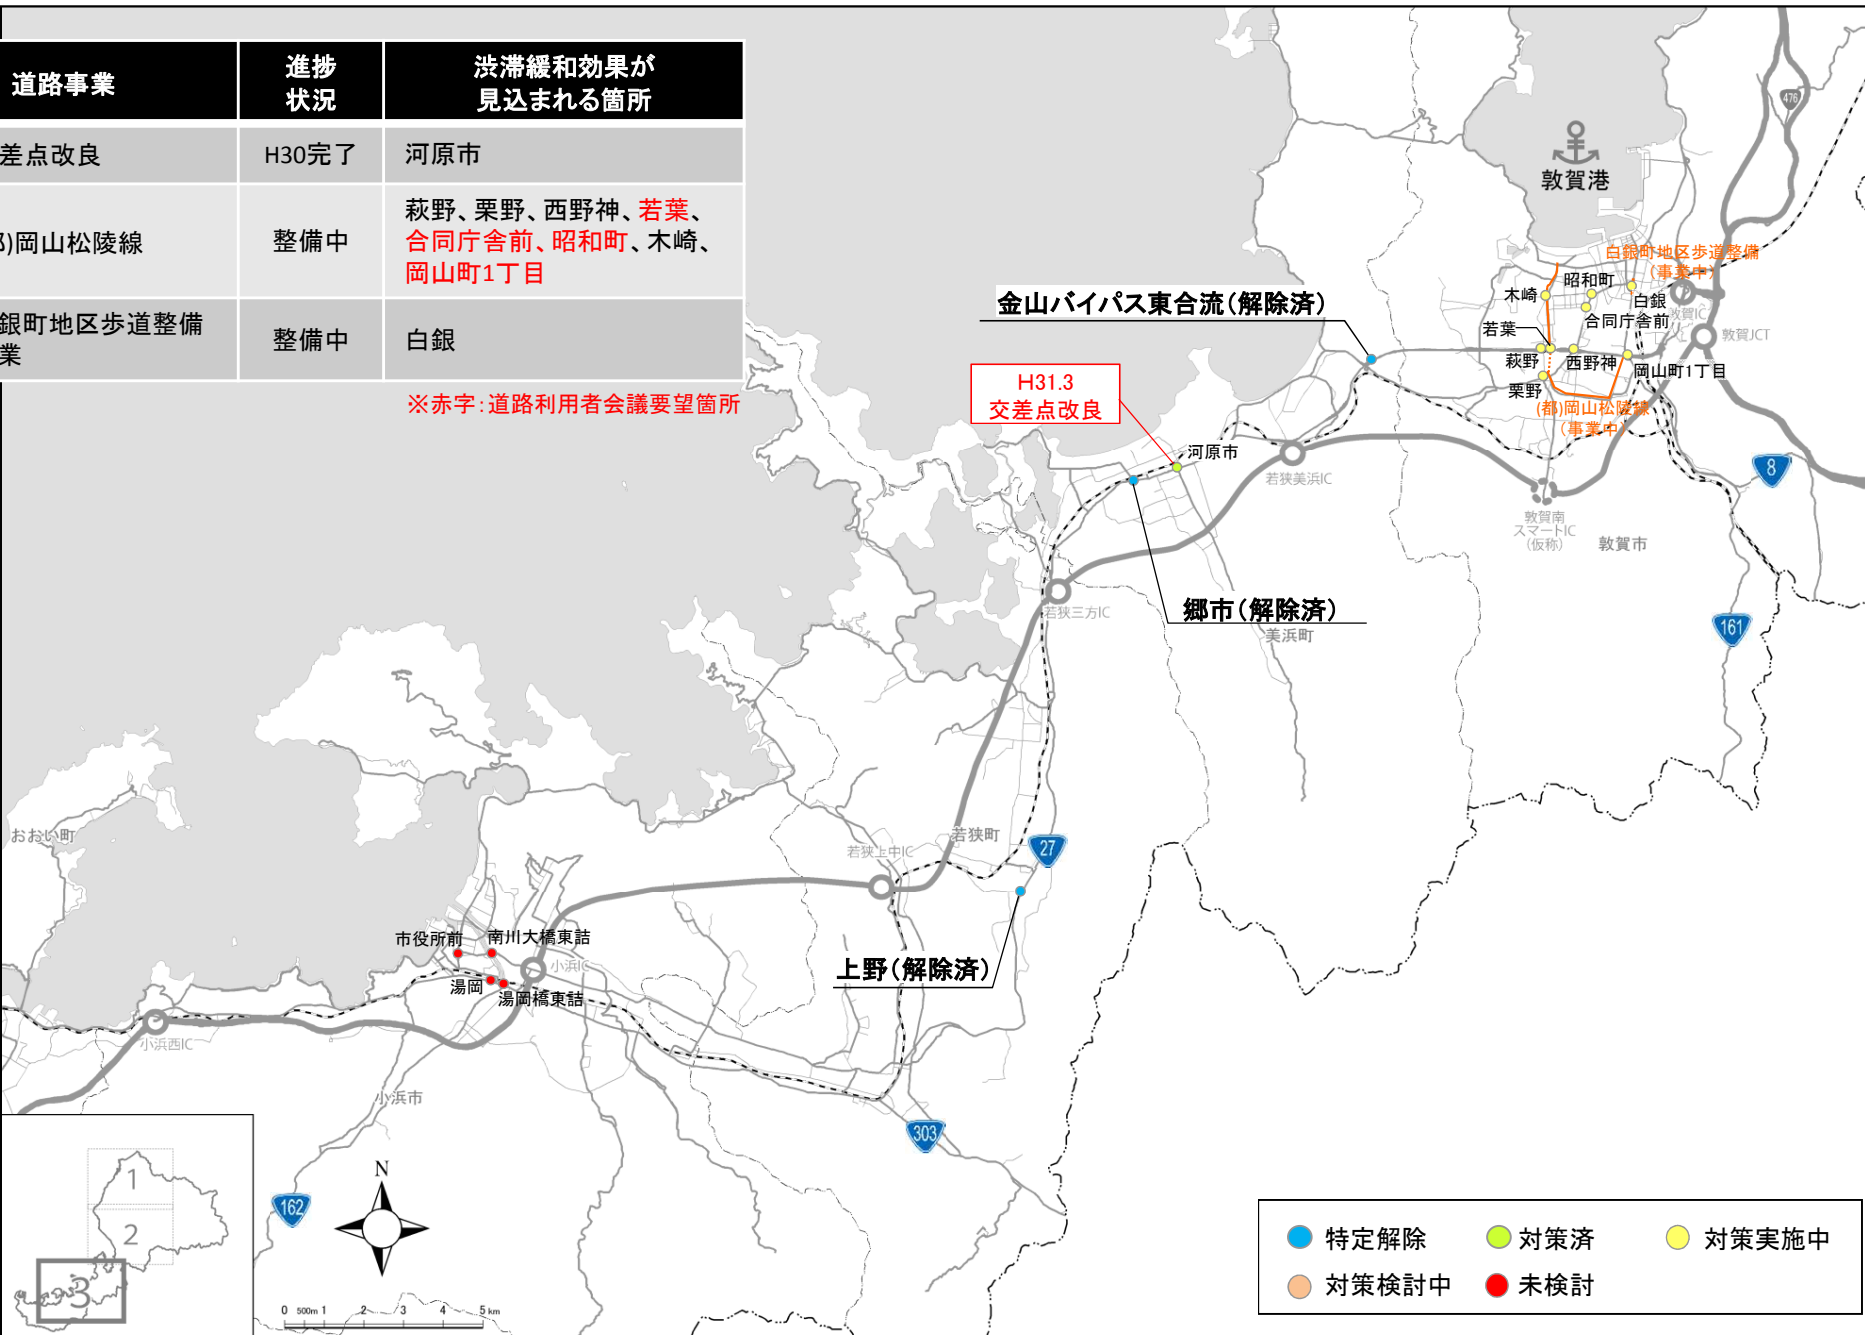 道路事業
進捗
状況
渋滞緩和効果が
見込まれる箇所
差点改良
H30完了
河原市
)岡山松陵線
整備中
萩野、栗野、西野神、若葉、
合同庁舎前、昭和町、木崎、
岡山町1丁目
銀町地区歩道整備
業
整備中
白銀
※赤字：道路利用者会議要望箇所
476
敦賀港
白銀町地区歩道整備
(事業中)
昭和町
木崎
白銀
敦賀IC
合同庁舎前
若葉
敦賀JCT
萩野
西野神
岡山町1丁目
栗野
(都)岡山松陵線
(事業中)
金山バイパス東合流(解除済)
H31.3
交差点改良
河原市
若狭美浜IC
8
敦賀南
スマートIC
(仮称)
敦賀市
若狭三方IC
郷市(解除済)
美浜町
161
おおい町
若狭町
若狭上中IC
27
市役所前
南川大橋東詰
小浜IC
湯岡
湯岡橋東詰
上野(解除済)
小浜西IC
小浜市
303
162
1
2
3
N
0 500m 1 2 3 4 5 km
特定解除
対策済
対策実施中
対策検討中
未検討